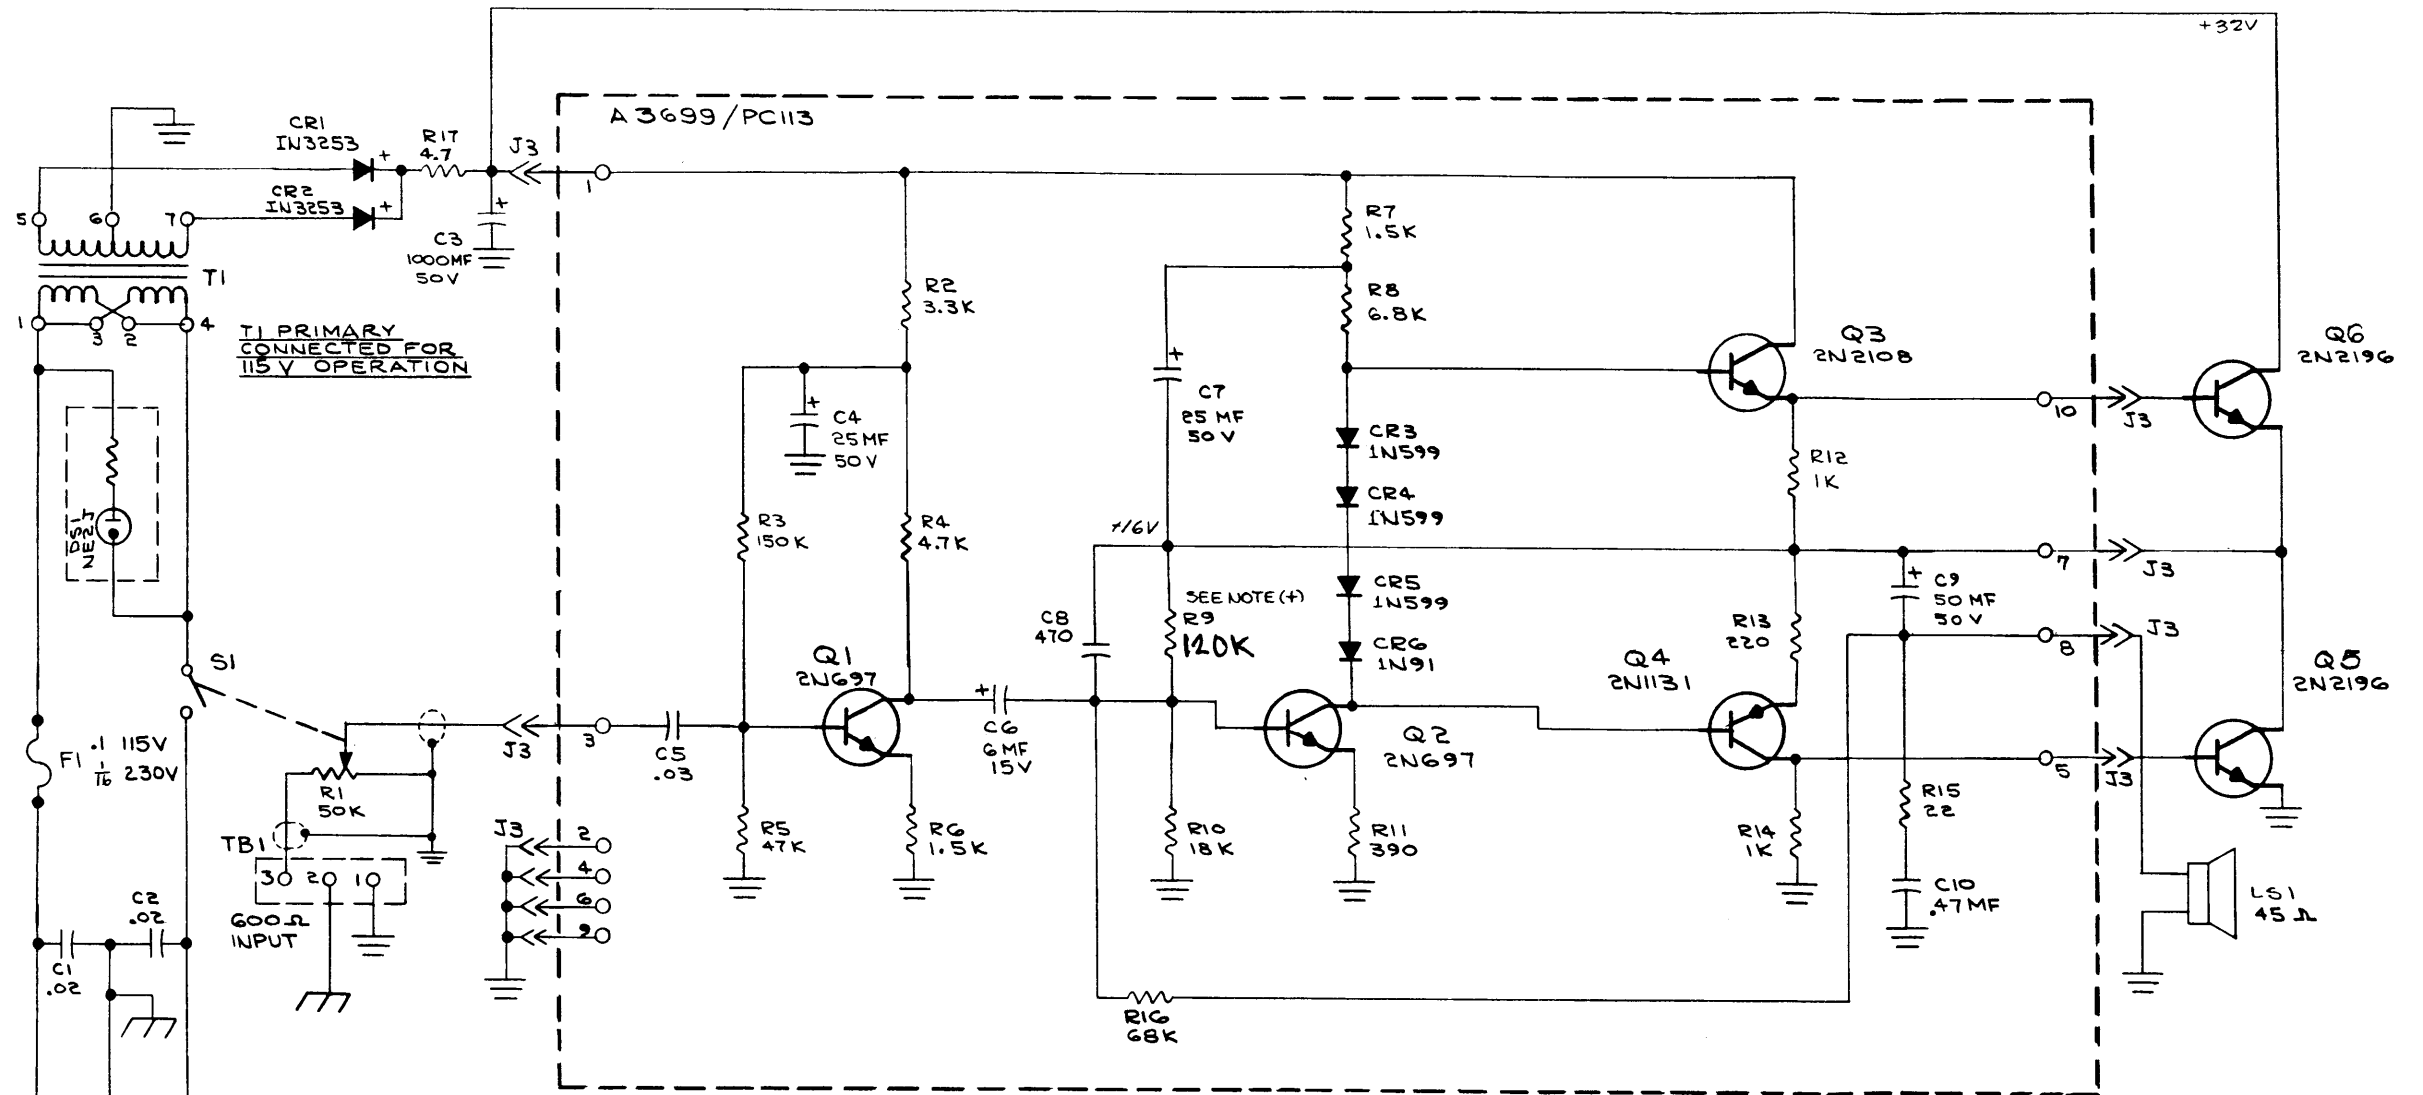 +32V
A3699/PC113
CR1
IN3253
R17
4.7
J3
1
+
CR2
IN3253
+
5
6
7
+
C3
1000MF
50V
T1
1
3
2
4
T1 PRIMARY
CONNECTED FOR
115V OPERATION
R2
3.3K
R7
1.5K
R8
6.8K
Q3
2N2108
Q6
2N2196
+
C4
25MF
50V
+
C7
25 MF
50V
CR3
1N599
CR4
1N599
10
J3
R12
1K
DS1
NE2J
R3
150K
R4
4.7K
+16V
7
J3
SEE NOTE (+)
R9
120K
CR5
1N599
+
C9
50 MF
50V
C8
470
R13
220
8
J3
CR6
1N91
S1
Q1
2N697
Q4
2N1131
Q5
2N2196
+
C6
6MF
15V
Q2
2N697
J3
3
C5
.03
5
J3
F1
.1 115V
1/16 230V
R1
50K
R15
22
TB1
J3
2
4
6
9
R5
47K
R6
1.5K
R10
18K
R11
390
R14
1K
3
2
1
C10
.47MF
LS1
45Ω
600Ω
INPUT
C2
.02
C1
.02
R16
68K